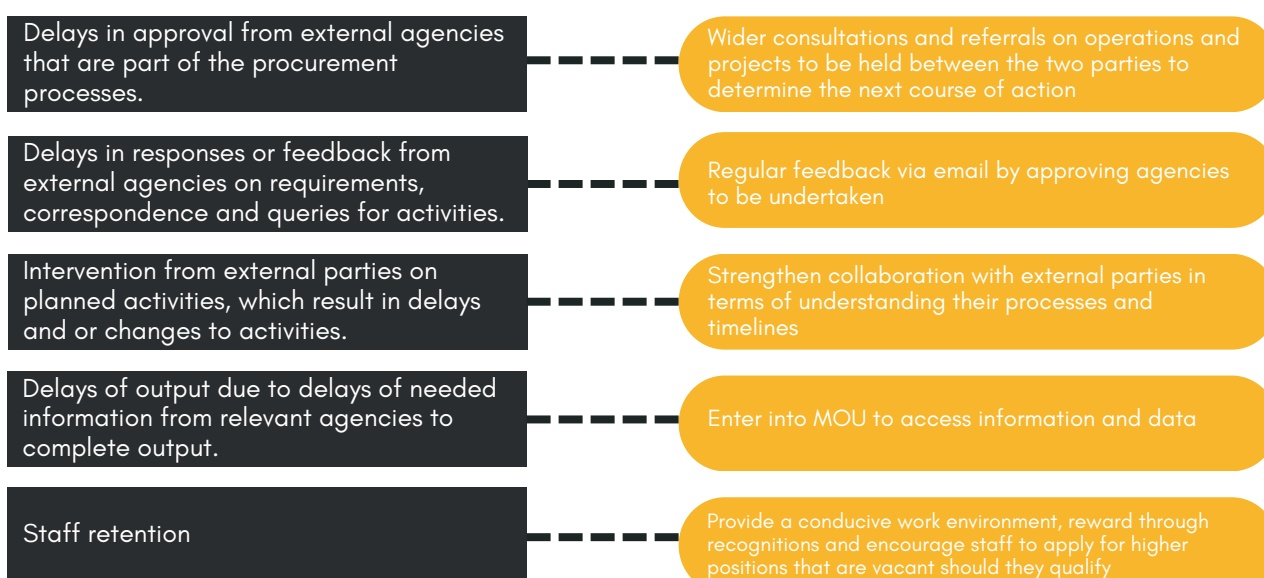 Delays in approval from external agencies
that are part of the procurement
processes.
Wider consultations and referrals on operations and
projects to be held between the two parties to
determine the next course of action
Delays in responses or feedback from
external agencies on requirements,
correspondence and queries for activities.
Regular feedback via email by approving agencies
to be undertaken
Intervention from external parties on
planned activities, which result in delays
and or changes to activities.
Strengthen collaboration with external parties in
terms of understanding their processes and
timelines
Delays of output due to delays of needed
information from relevant agencies to
complete output.
Enter into MOU to access information and data
Staff retention
Provide a conducive work environment, reward through
recognitions and encourage staff to apply for higher
positions that are vacant should they qualify